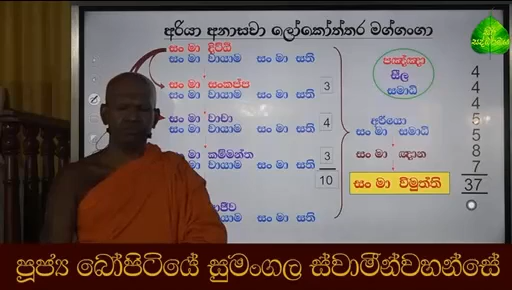 අරියා අනාසවා ලෝකෝත්තර මග්ගංගා
සං මා දිට්ඨි
සං මා වායාම සං මා සති
සං මා සංකප්ප 3
සං මා වායාම සං මා සති
සං මා වාචා 4
සං මා වායාම සං මා සති
මා කම්මන්ත 3
මා වායාම සං මා සති
10
ආජීව
වායාම සං මා සති
සීල
සමාධි
අරියෝ
සං මා සමාධි
සං මා ඥාන
සං මා විමුත්ති
4
4
4
5
5
8
7
37
පූජ්‍ය බෝපිටියේ සුමංගල ස්වාමීන්වහන්සේ